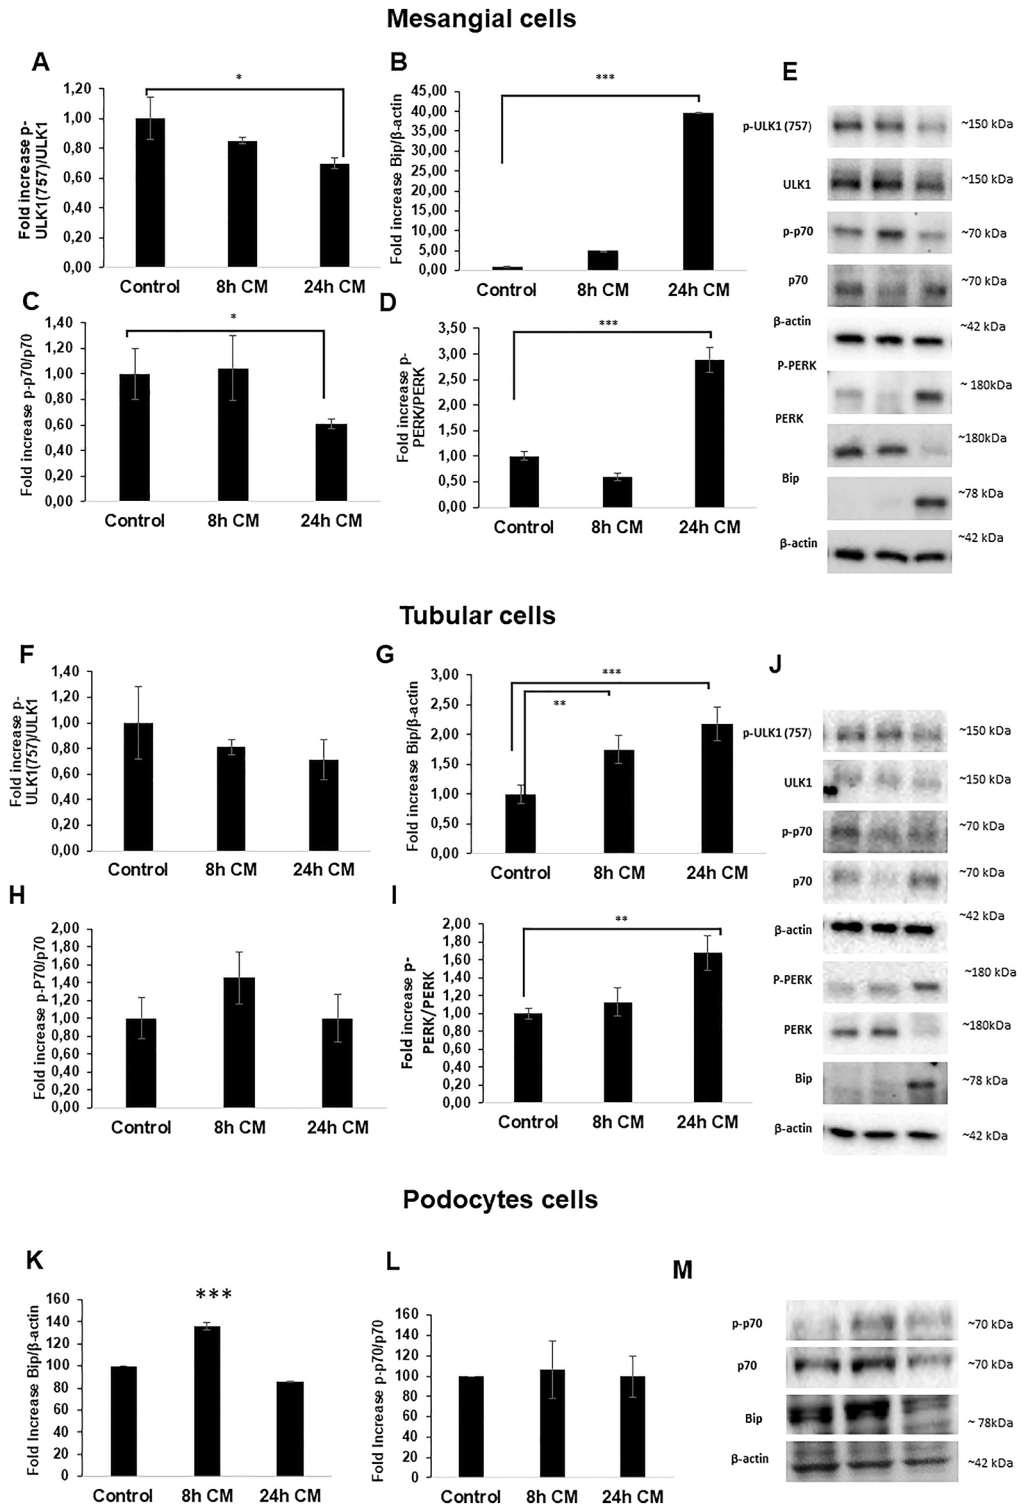 Mesangial cells
A
Fold increase p-
ULK1(757)/ULK1
1,20
1,00
0,80
0,60
0,40
0,20
0,00
*
Control 8h CM 24h CM
B
Fold increase Bip/β-actin
45,00
40,00
35,00
30,00
25,00
20,00
15,00
10,00
5,00
0,00
***
Control 8h CM 24h CM
C
Fold increase p-p70/p70
1,40
1,20
1,00
0,80
0,60
0,40
0,20
0,00
*
Control 8h CM 24h CM
D
Fold increase p-
PERK/PERK
3,50
3,00
2,50
2,00
1,50
1,00
0,50
0,00
***
Control 8h CM 24h CM
E
p-ULK1 (757) ~150 kDa
ULK1 ~150 kDa
p-p70 ~70 kDa
p70 ~70 kDa
β-actin ~42 kDa
P-PERK ~ 180kDa
PERK ~180kDa
Bip ~78 kDa
β-actin ~42 kDa
Tubular cells
F
Fold increase p-
ULK1(757)/ULK1
1,40
1,20
1,00
0,80
0,60
0,40
0,20
0,00
Control 8h CM 24h CM
G
Fold increase Bip/β-actin
3,00
2,50
2,00
1,50
1,00
0,50
0,00
***
**
Control 8h CM 24h CM
H
Fold increase p-P70/p70
2,00
1,80
1,60
1,40
1,20
1,00
0,80
0,60
0,40
0,20
0,00
Control 8h CM 24h CM
I
Fold increase p-
PERK/PERK
2,00
1,80
1,60
1,40
1,20
1,00
0,80
0,60
0,40
0,20
0,00
**
Control 8h CM 24h CM
J
p-ULK1 (757) ~150 kDa
ULK1 ~150 kDa
p-p70 ~70 kDa
p70 ~70 kDa
β-actin ~42 kDa
P-PERK ~180 kDa
PERK ~180kDa
Bip ~78 kDa
β-actin ~42 kDa
Podocytes cells
K
Fold Increase Bip/β-actin
160
140
120
100
80
60
40
20
0
***
Control 8h CM 24h CM
L
Fold Increase p-p70/p70
160
140
120
100
80
60
40
20
0
Control 8h CM 24h CM
M
p-p70 ~70 kDa
p70 ~70 kDa
Bip ~ 78kDa
β-actin ~42 kDa